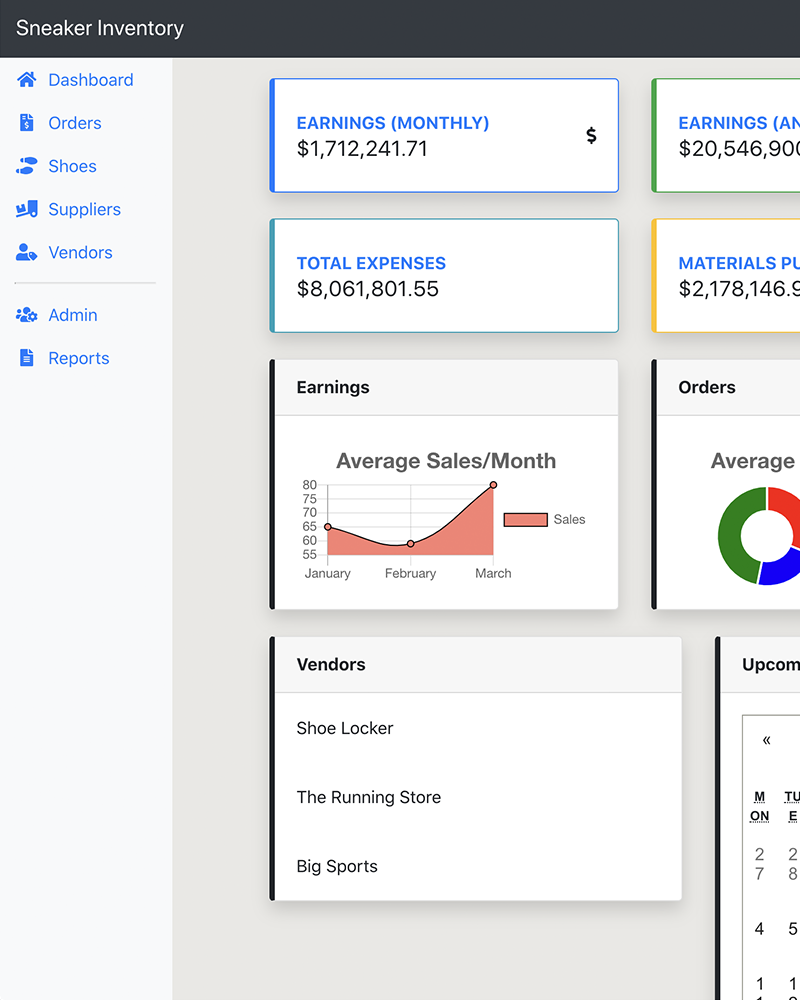 Sneaker Inventory
Dashboard
Orders
Shoes
Suppliers
Vendors
Admin
Reports
EARNINGS (MONTHLY)
$1,712,241.71
$
EARNINGS (AN
$20,546,900
TOTAL EXPENSES
$8,061,801.55
MATERIALS PU
$2,178,146.9
Earnings
Average Sales/Month
80
75
70
65
60
55
January February March
Sales
Orders
Average
Vendors
Shoe Locker
The Running Store
Big Sports
Upcom
«
M TU
ON E
2 2
7 8
4 5
1 1